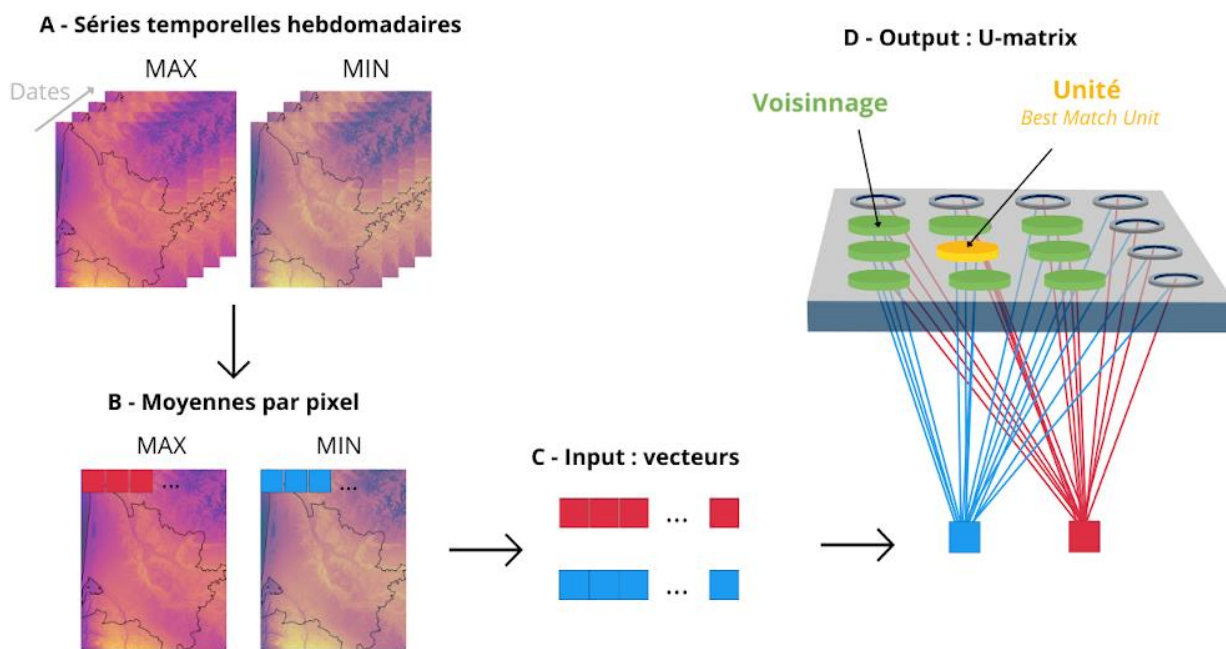 A - Séries temporelles hebdomadaires
MAX
MIN
Dates
B - Moyennes par pixel
MAX
MIN
...
...
C - Input : vecteurs
...
...
D - Output : U-matrix
Voisinnage
Unité
Best Match Unit